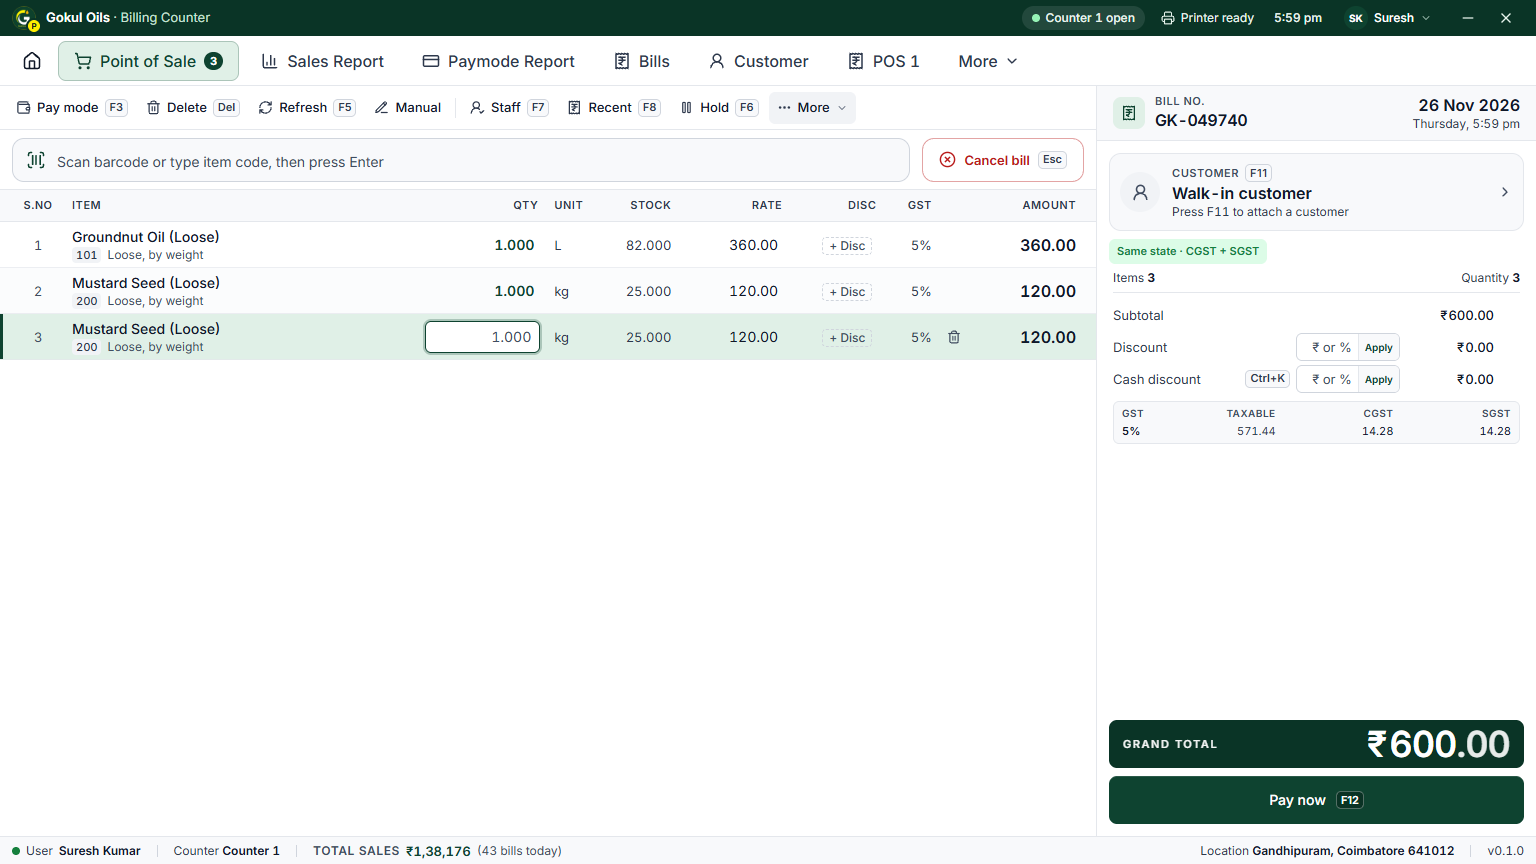 Gokul Oils · Billing Counter
Counter 1 open
Printer ready
5:59 pm
SK Suresh
Point of Sale 3
Sales Report
Paymode Report
Bills
Customer
POS 1
More
Pay mode F3
Delete Del
Refresh F5
Manual
Staff F7
Recent F8
Hold F6
More
Scan barcode or type item code, then press Enter
Cancel bill Esc
S.NO ITEM QTY UNIT STOCK RATE DISC GST AMOUNT
1 Groundnut Oil (Loose) 1.000 L 82.000 360.00 + Disc 5% 360.00
101 Loose, by weight
2 Mustard Seed (Loose) 1.000 kg 25.000 120.00 + Disc 5% 120.00
200 Loose, by weight
3 Mustard Seed (Loose) 1.000 kg 25.000 120.00 + Disc 5% 120.00
200 Loose, by weight
BILL NO.
GK-049740
26 Nov 2026
Thursday, 5:59 pm
CUSTOMER F11
Walk-in customer
Press F11 to attach a customer
Same state · CGST + SGST
Items 3 Quantity 3
Subtotal ₹600.00
Discount ₹ or % Apply ₹0.00
Cash discount Ctrl+K ₹ or % Apply ₹0.00
GST TAXABLE CGST SGST
5% 571.44 14.28 14.28
GRAND TOTAL ₹600.00
Pay now F12
User Suresh Kumar
Counter Counter 1
TOTAL SALES ₹1,38,176 (43 bills today)
Location Gandhipuram, Coimbatore 641012
v0.1.0